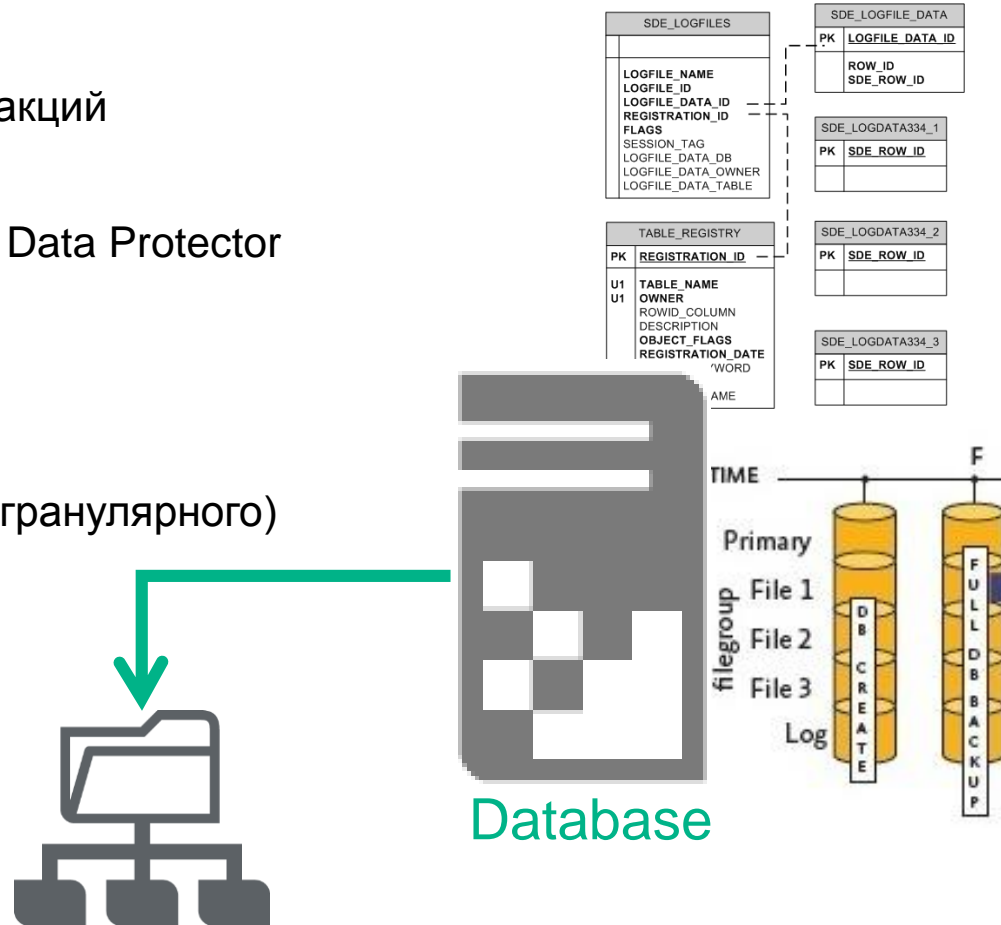 акций
Data Protector
гранулярного)
SDE_LOGFILES
LOGFILE_NAME
LOGFILE_ID
LOGFILE_DATA_ID
REGISTRATION_ID
FLAGS
SESSION_TAG
LOGFILE_DATA_DB
LOGFILE_DATA_OWNER
LOGFILE_DATA_TABLE
SDE_LOGFILE_DATA
PK LOGFILE_DATA_ID
ROW_ID
SDE_ROW_ID
SDE_LOGDATA334_1
PK SDE_ROW_ID
TABLE_REGISTRY
PK REGISTRATION_ID
U1 TABLE_NAME
U1 OWNER
ROWID_COLUMN
DESCRIPTION
OBJECT_FLAGS
REGISTRATION_DATE
YWORD
AME
SDE_LOGDATA334_2
PK SDE_ROW_ID
SDE_LOGDATA334_3
PK SDE_ROW_ID
TIME
F
Primary
File 1
File 2
File 3
Log
filegroup
DB CREATE
FULL DB BACKUP
Database